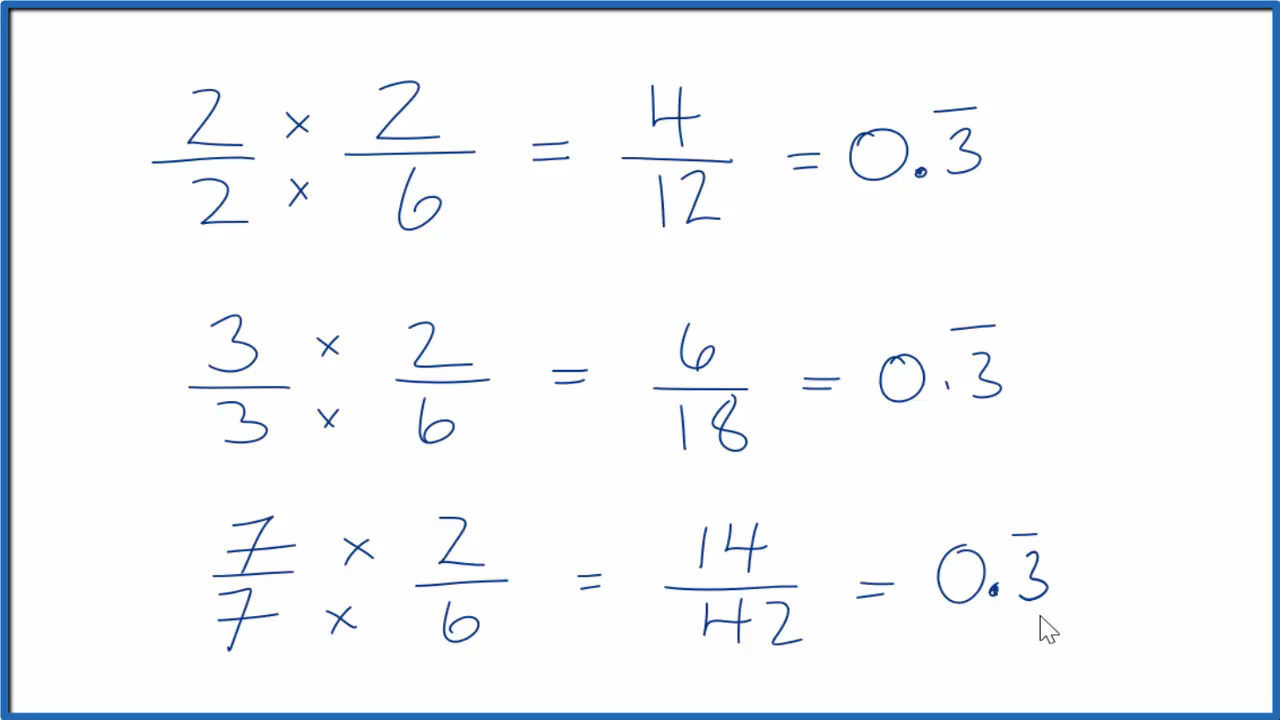 2/2 × 2/6 = 4/12 = 0.3̅
3/3 × 2/6 = 6/18 = 0.3̅
7/7 × 2/6 = 14/42 = 0.3̅